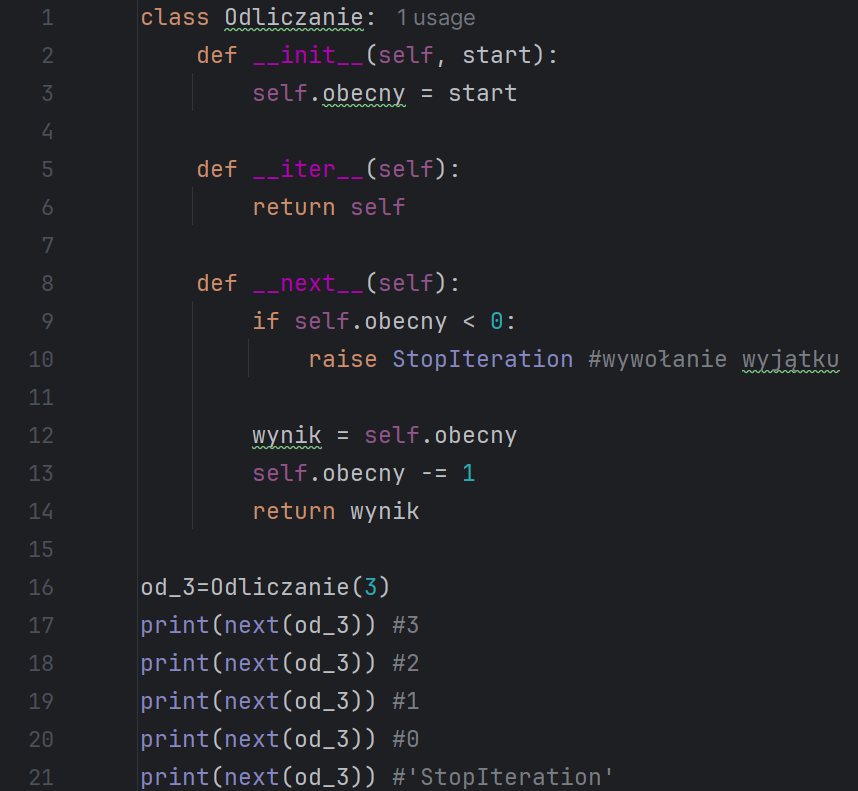 1 class Odliczanie: 1 usage
2 def __init__(self, start):
3 self.obecny = start
4
5 def __iter__(self):
6 return self
7
8 def __next__(self):
9 if self.obecny < 0:
10 raise StopIteration #wywołanie wyjątku
11
12 wynik = self.obecny
13 self.obecny -= 1
14 return wynik
15
16 od_3=Odliczanie(3)
17 print(next(od_3)) #3
18 print(next(od_3)) #2
19 print(next(od_3)) #1
20 print(next(od_3)) #0
21 print(next(od_3)) #'StopIteration'